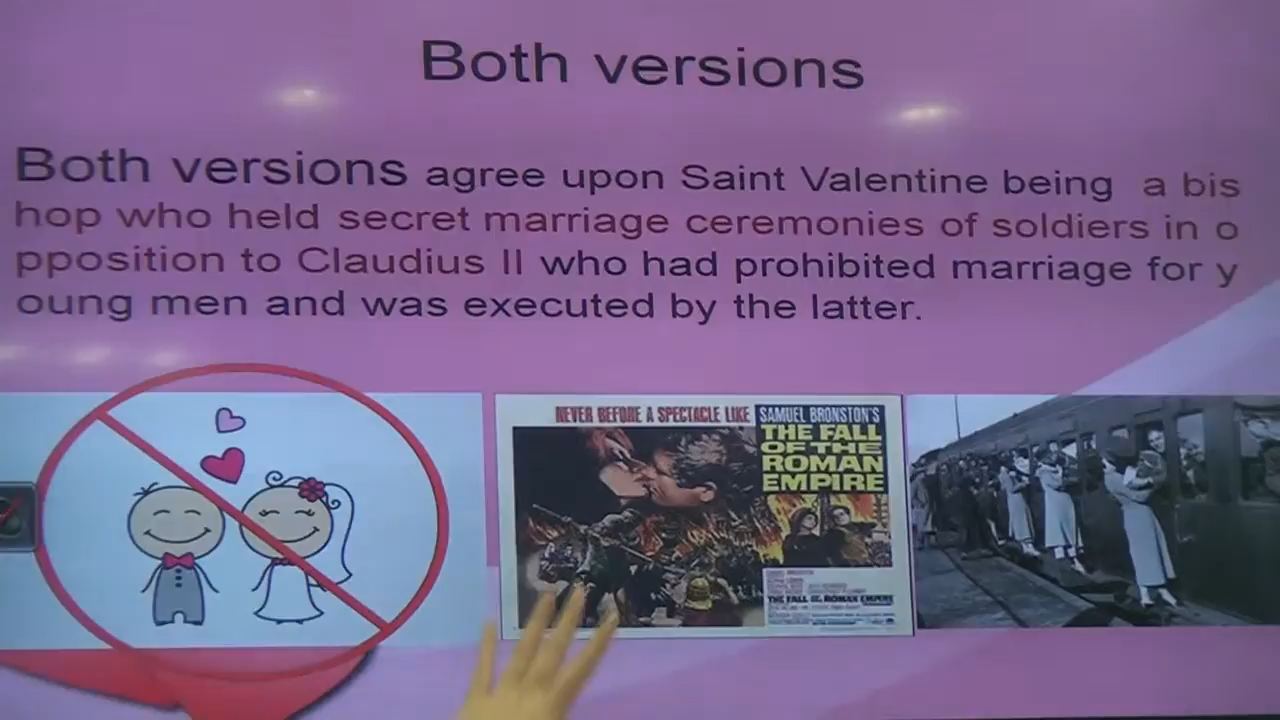 Both versions
Both versions agree upon Saint Valentine being a bis
hop who held secret marriage ceremonies of soldiers in o
pposition to Claudius II who had prohibited marriage for y
oung men and was executed by the latter.
NEVER BEFORE A SPECTACLE LIKE
SAMUEL BRONSTON'S
THE FALL
OF THE
ROMAN
EMPIRE
THE FALL OF THE ROMAN EMPIRE